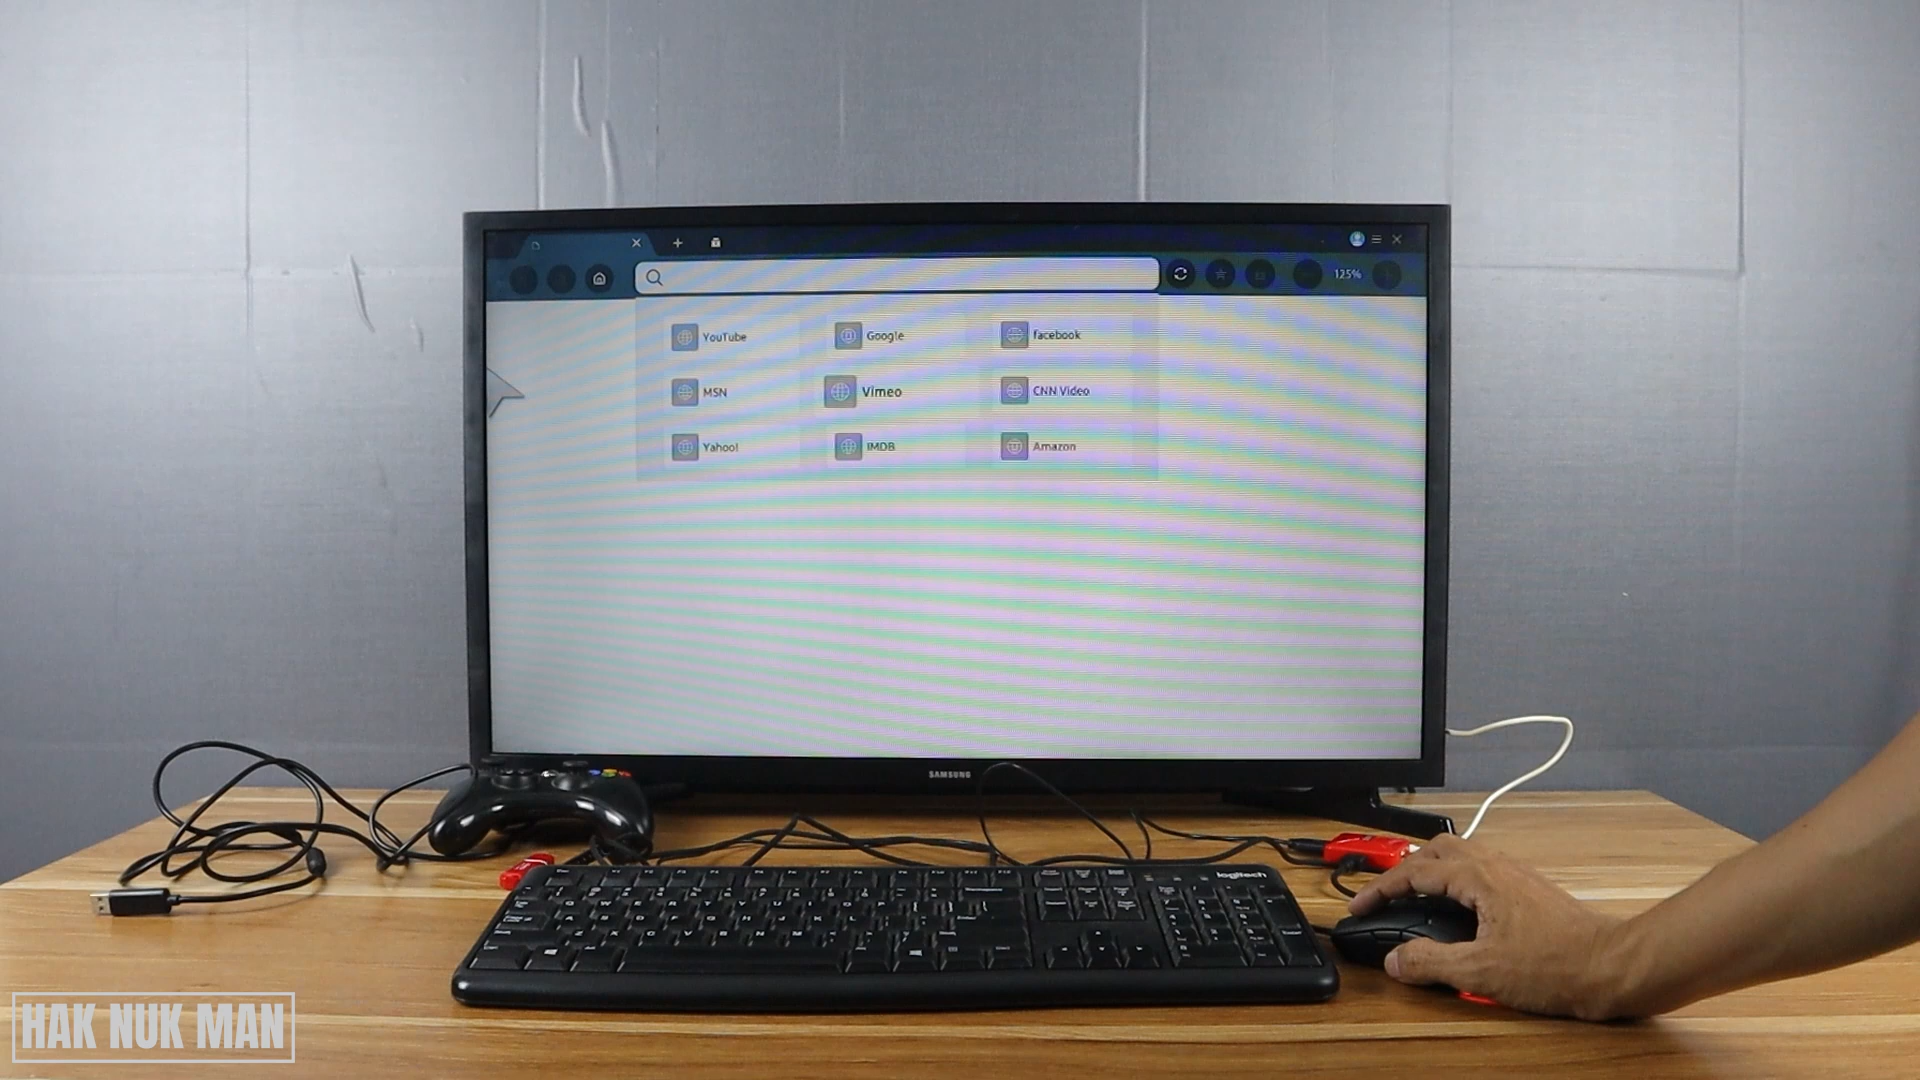 125%
YouTube
Google
facebook
MSN
Vimeo
CNN Video
Yahoo!
IMDB
Amazon
SAMSUNG
logitech
HAK NUK MAN